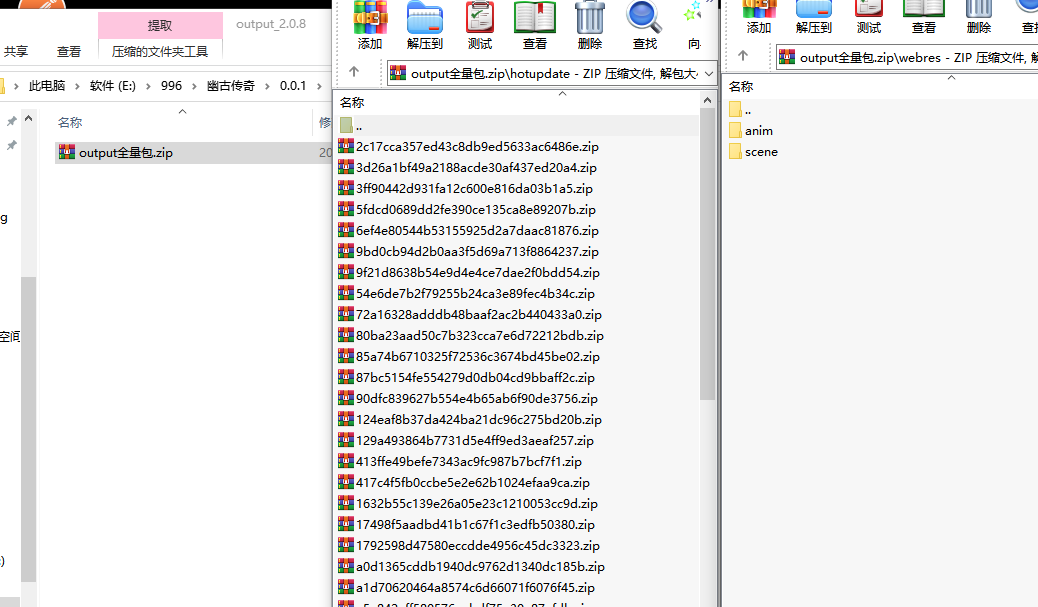 提取
output_2.0.8
共享
查看
压缩的文件夹工具
此电脑 > 软件 (E:) > 996 > 幽古传奇 > 0.0.1 >
名称
修
output全量包.zip
20
g
空间
添加
解压到
测试
查看
删除
查找
向
output全量包.zip\hotupdate - ZIP 压缩文件, 解包大
名称
..
2c17cca357ed43c8db9ed5633ac6486e.zip
3d26a1bf49a2188acde30af437ed20a4.zip
3ff90442d931fa12c600e816da03b1a5.zip
5fdcd0689dd2fe390ce135ca8e89207b.zip
6ef4e80544b53155925d2a7daac81876.zip
9bd0cb94d2b0aa3f5d69a713f8864237.zip
9f21d8638b54e9d4e4ce7dae2f0bdd54.zip
54e6de7b2f79255b24ca3e89fec4b34c.zip
72a16328adddb48baaf2ac2b440433a0.zip
80ba23aad50c7b323cca7e6d72212bdb.zip
85a74b6710325f72536c3674bd45be02.zip
87bc5154fe554279d0db04cd9bbaff2c.zip
90dfc839627b554e4b65ab6f90de3756.zip
124eaf8b37da424ba21dc96c275bd20b.zip
129a493864b7731d5e4ff9ed3aeaf257.zip
413ffe49befe7343ac9fc987b7bcf7f1.zip
417c4f5fb0ccbe5e2e62b1024efaa9ca.zip
1632b55c139e26a05e23c1210053cc9d.zip
17498f5aadbd41b1c67f1c3edfb50380.zip
1792598d47580eccdde4956c45dc3323.zip
a0d1365cddb1940dc9762d1340dc185b.zip
a1d70620464a8574c6d66071f6076f45.zip
添加
解压到
测试
查看
删除
查
output全量包.zip\webres - ZIP 压缩文件, 解
名称
..
anim
scene